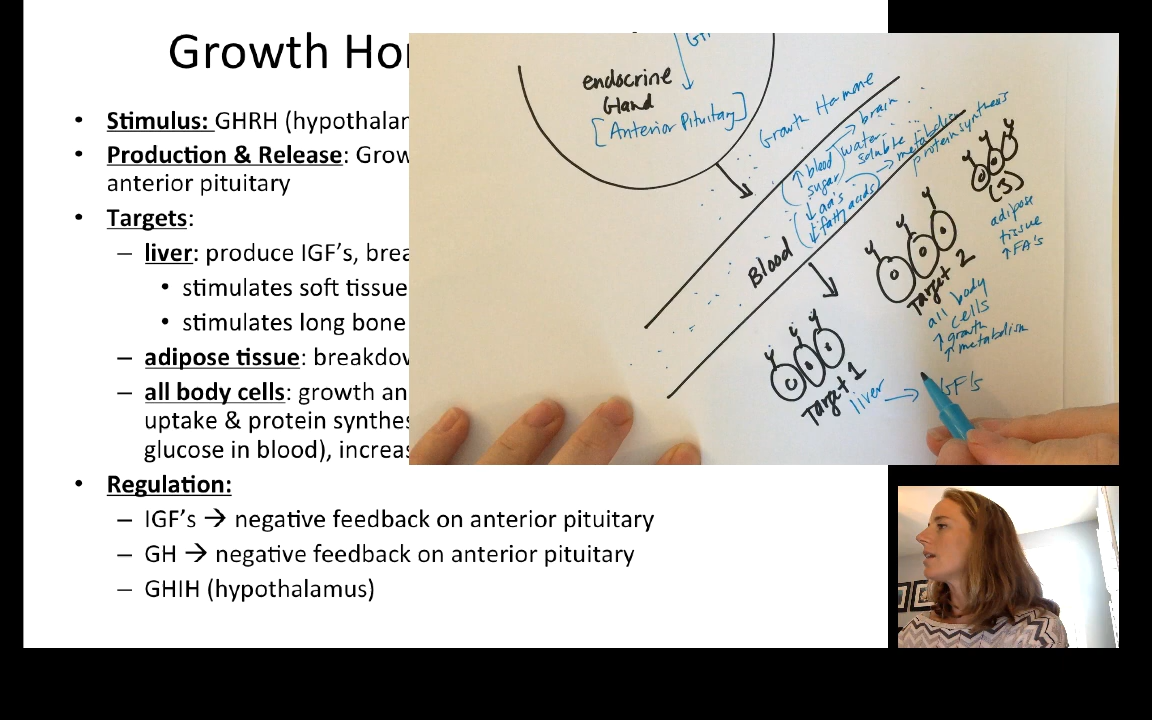 Growth Ho
• Stimulus: GHRH (hypothala
• Production & Release: Grow
anterior pituitary
• Targets:
– liver: produce IGF's, brea
• stimulates soft tissue
• stimulates long bone
– adipose tissue: breakdo
– all body cells: growth an
uptake & protein synthes
glucose in blood), increas
• Regulation:
– IGF's → negative feedback on anterior pituitary
– GH → negative feedback on anterior pituitary
– GHIH (hypothalamus)
endocrine
Gland
[Anterior Pituitary]
Growth Hormone
Blood
↑ blood
sugar
→ brain
water-
soluble
↓ aa's
↓ fatty acids
→ metabolism
protein synthesis
Target 1
liver → IGF's
Target 2
all body
cells
↑ growth
↑ metabolism
(3)
adipose
tissue
↑ FA's